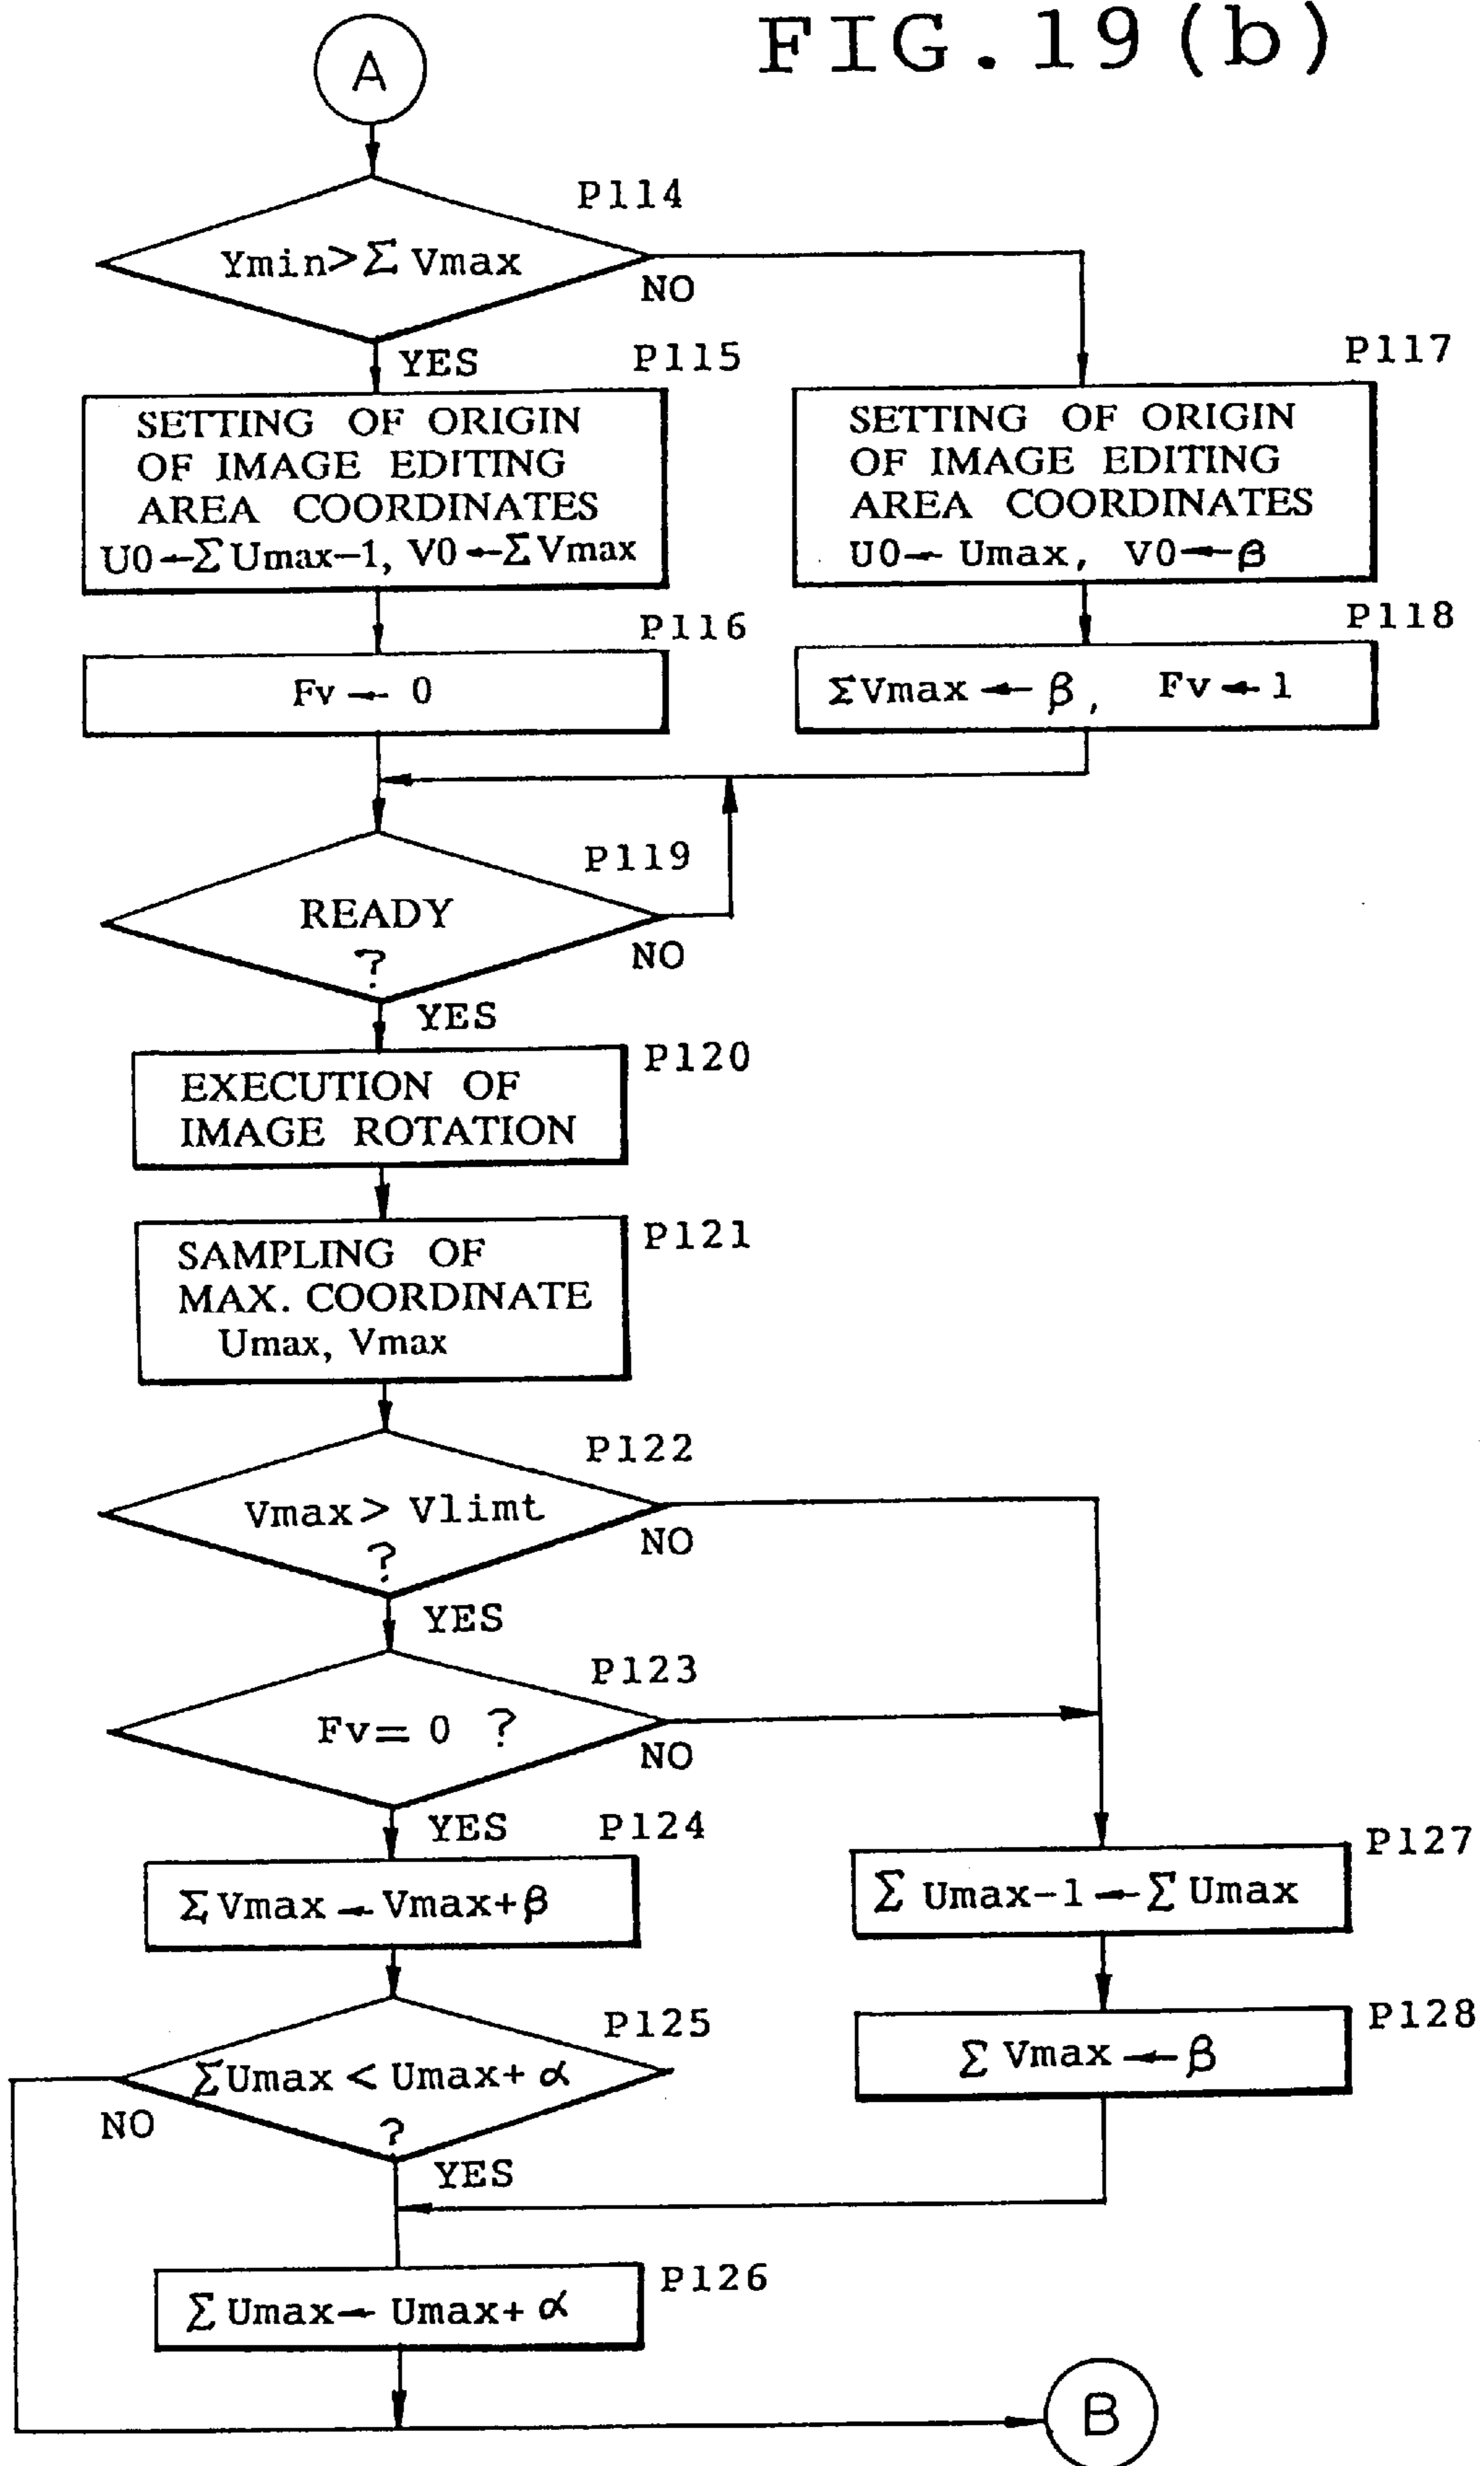 FIG.19(b)
A
P114
Ymin>Σ Vmax
NO
YES
P115
SETTING OF ORIGIN
OF IMAGE EDITING
AREA COORDINATES
U0←Σ Umax-1, V0←Σ Vmax
P117
SETTING OF ORIGIN
OF IMAGE EDITING
AREA COORDINATES
U0← Umax, V0←β
P116
Fv ← 0
P118
ΣVmax ← β, Fv ← 1
P119
READY
?
NO
YES
P120
EXECUTION OF
IMAGE ROTATION
P121
SAMPLING OF
MAX. COORDINATE
Umax, Vmax
P122
Vmax> Vlimt
?
NO
YES
P123
Fv= 0 ?
NO
YES
P124
Σ Vmax ← Vmax+β
P127
Σ Umax-1 ← Σ Umax
P125
ΣUmax < Umax+ α
?
NO
YES
P128
Σ Vmax ← β
P126
Σ Umax← Umax+ α
B